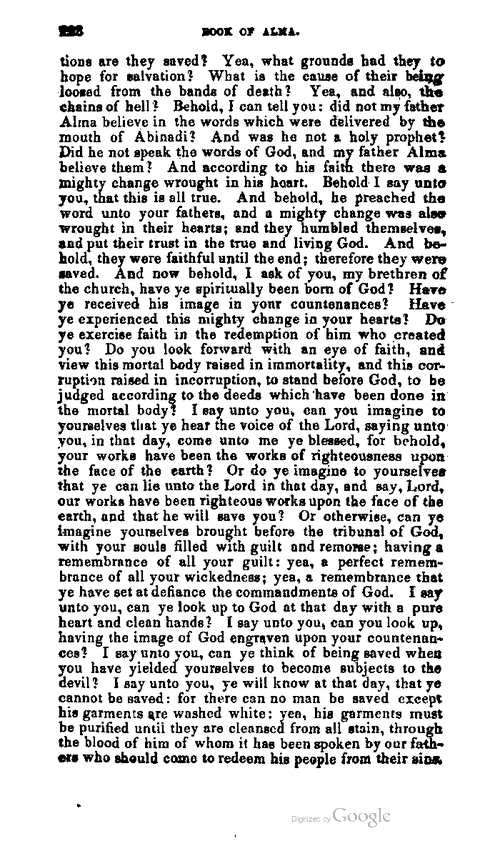 223 BOOK OF ALMA.
tions are they saved? Yea, what grounds had they to
hope for salvation? What is the cause of their being
loosed from the bands of death? Yea, and also, the
chains of hell? Behold, I can tell you: did not my father
Alma believe in the words which were delivered by the
mouth of Abinadi? And was he not a holy prophet?
Did he not speak the words of God, and my father Alma
believe them? And according to his faith there was a
mighty change wrought in his heart. Behold I say unto
you, that this is all true. And behold, he preached the
word unto your fathers, and a mighty change was also
wrought in their hearts; and they humbled themselves,
and put their trust in the true and living God. And be-
hold, they were faithful until the end; therefore they were
saved. And now behold, I ask of you, my brethren of
the church, have ye spiritually been born of God? Have
ye received his image in your countenances? Have
ye experienced this mighty change in your hearts? Do
ye exercise faith in the redemption of him who created
you? Do you look forward with an eye of faith, and
view this mortal body raised in immortality, and this cor-
ruption raised in incorruption, to stand before God, to be
judged according to the deeds which have been done in
the mortal body? I say unto you, can you imagine to
yourselves that ye hear the voice of the Lord, saying unto
you, in that day, come unto me ye blessed, for behold,
your works have been the works of righteousness upon
the face of the earth? Or do ye imagine to yourselves
that ye can lie unto the Lord in that day, and say, Lord,
our works have been righteous works upon the face of the
earth, and that he will save you? Or otherwise, can ye
imagine yourselves brought before the tribunal of God,
with your souls filled with guilt and remorse; having a
remembrance of all your guilt: yea, a perfect remem-
brance of all your wickedness; yea, a remembrance that
ye have set at defiance the commandments of God. I say
unto you, can ye look up to God at that day with a pure
heart and clean hands? I say unto you, can you look up,
having the image of God engraven upon your countenan-
ces? I say unto you, can ye think of being saved when
you have yielded yourselves to become subjects to the
devil? I say unto you, ye will know at that day, that ye
cannot be saved: for there can no man be saved except
his garments are washed white: yea, his garments must
be purified until they are cleansed from all stain, through
the blood of him of whom it has been spoken by our fath-
ers who should come to redeem his people from their sins.
Digitized by Google